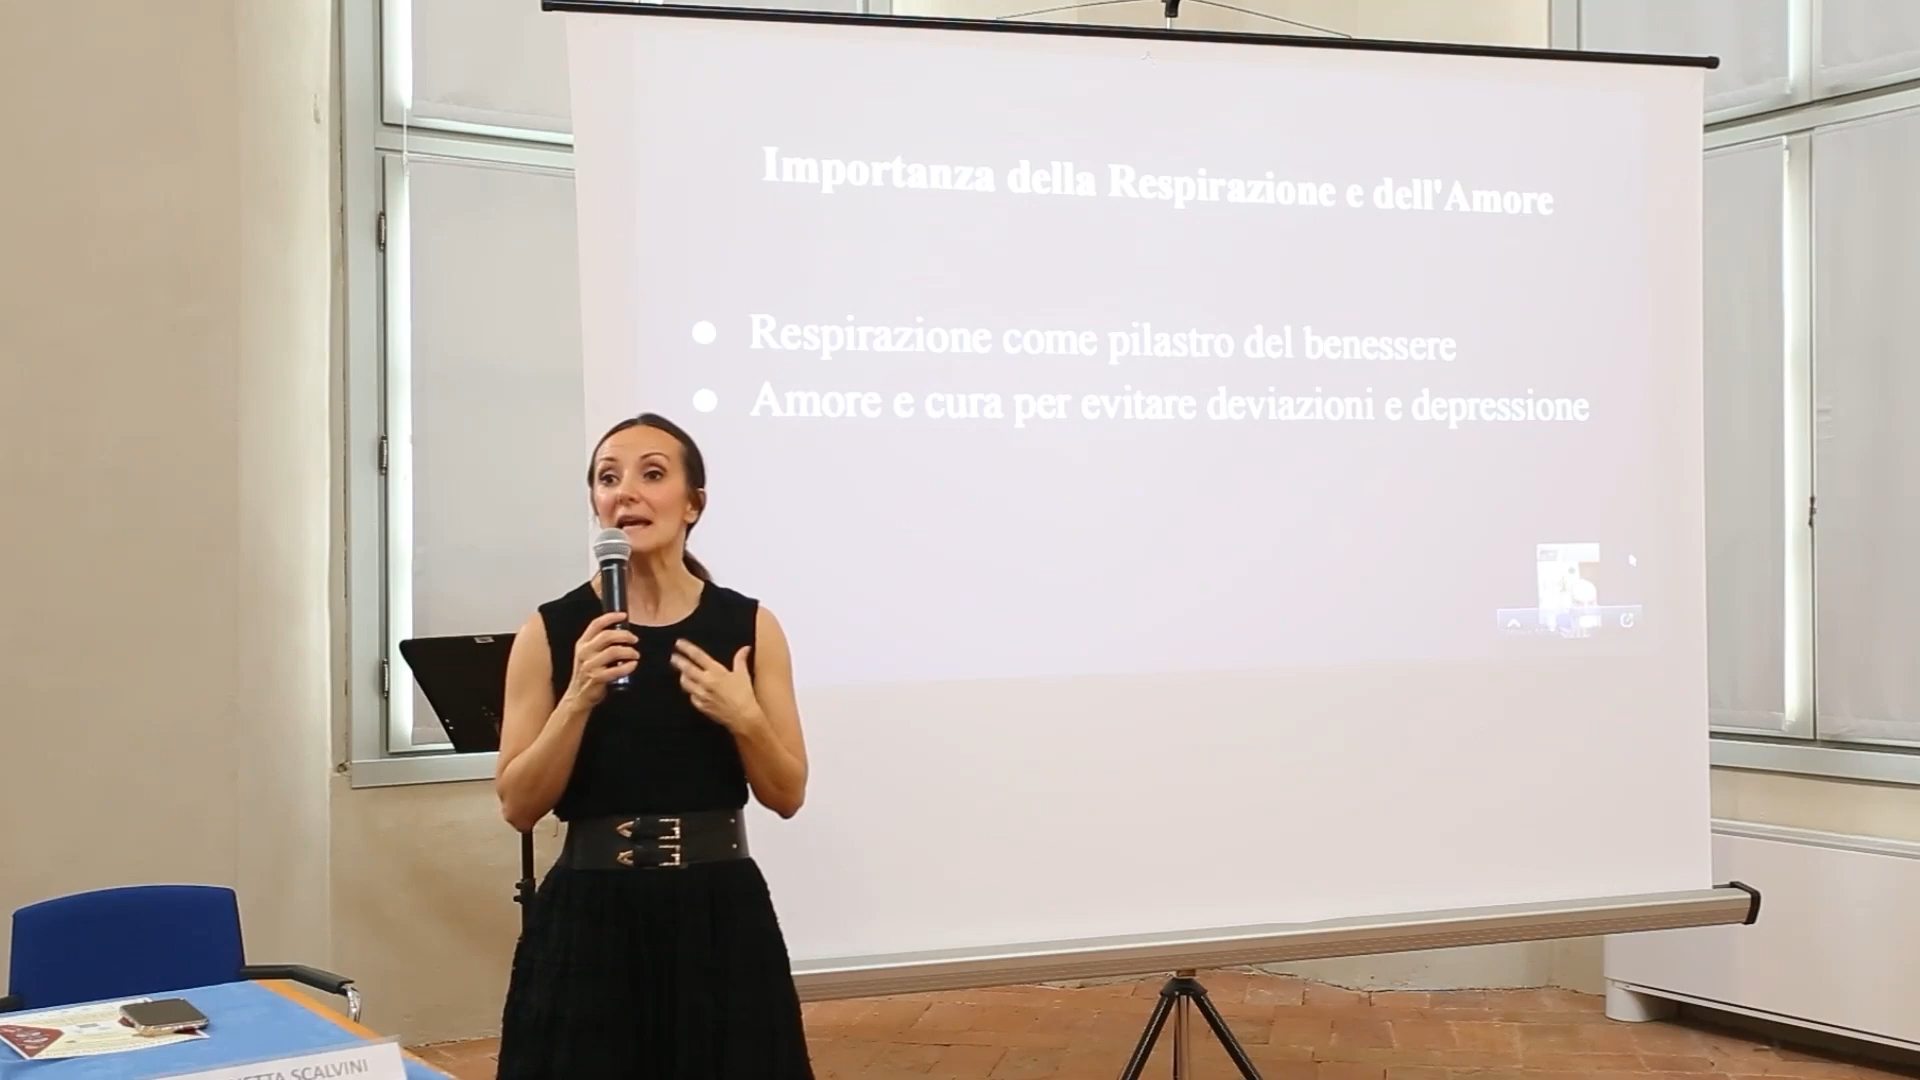 Importanza della Respirazione e dell'Amore
● Respirazione come pilastro del benessere
● Amore e cura per evitare deviazioni e depressione
SCALVINI